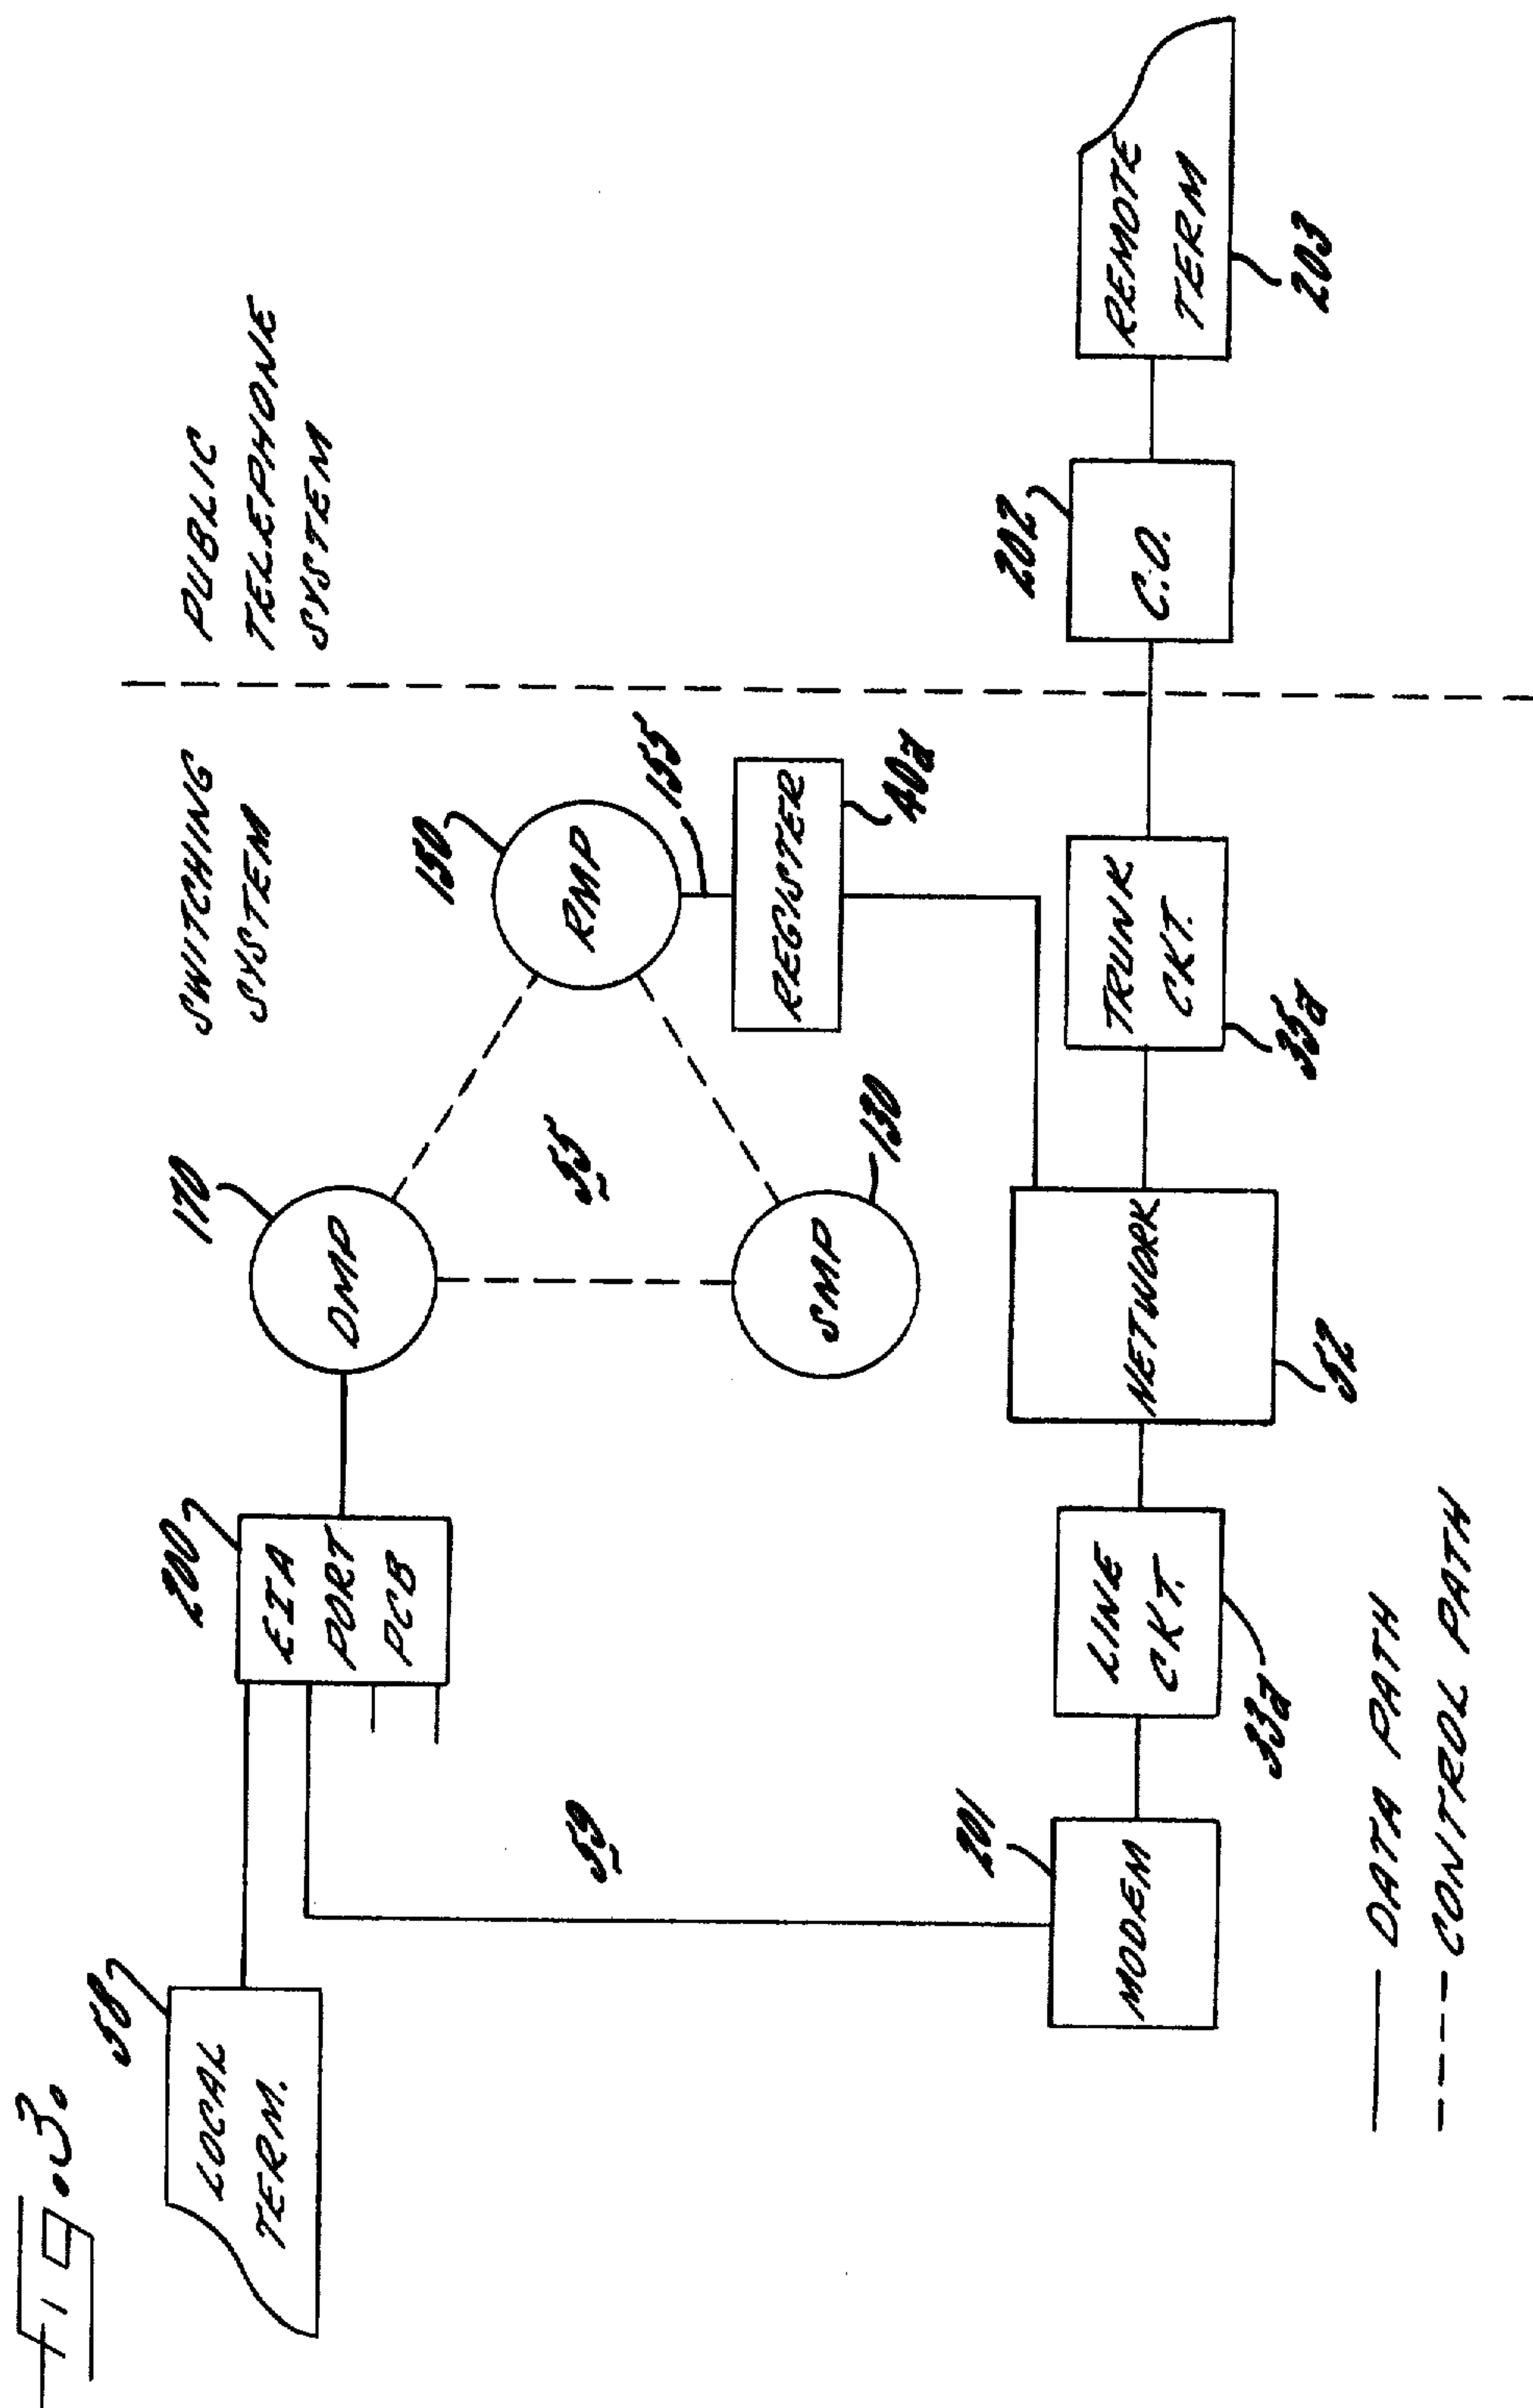 Fig. 3.
SWITCHING
SYSTEM
PUBLIC
TELEPHONE
SYSTEM
58
LOCAL
TERM.
200
EIA
PORT
PCB
170
DMP
150
RMP
155
REGISTER
40a
55
SMP
130
59
201
MODEM
LINE
CKT.
33a
NETWORK
52
TRUNK
CKT.
35a
202
C.O.
REMOTE
TERM
203
DATA PATH
CONTROL PATH